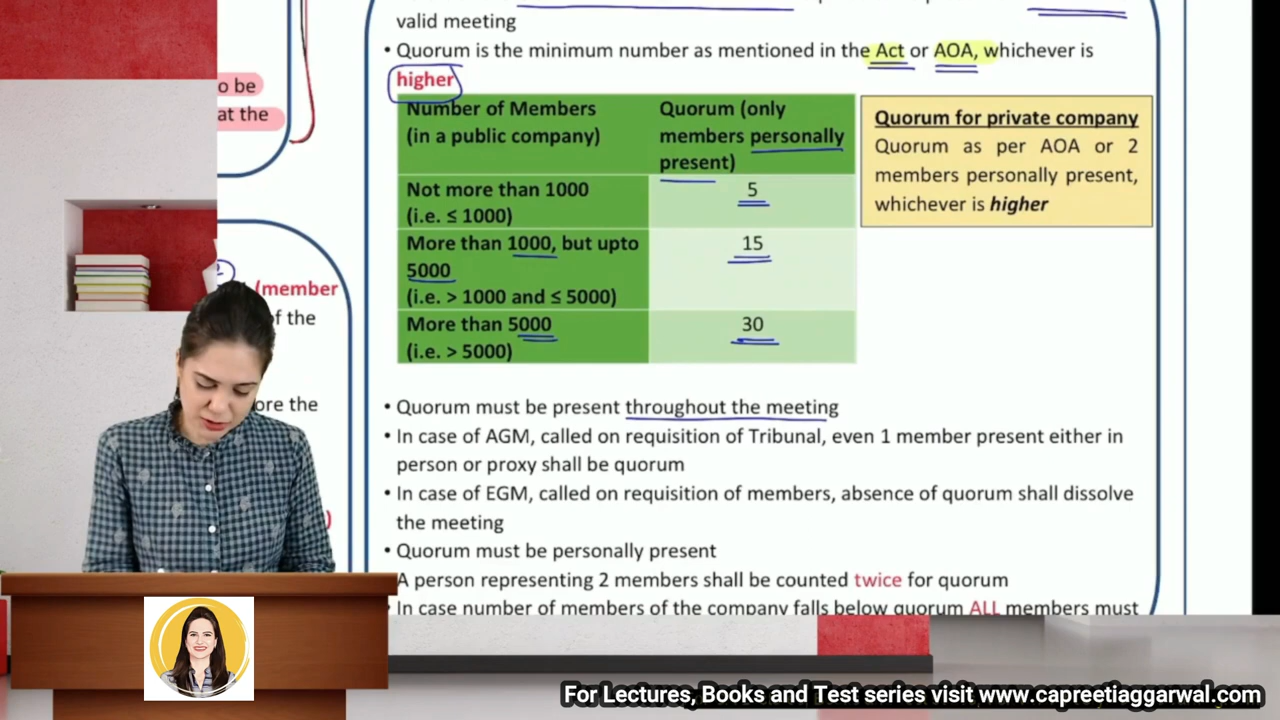 valid meeting
• Quorum is the minimum number as mentioned in the Act or AOA, whichever is
higher
Number of Members
(in a public company)
Quorum (only
members personally
present)
Not more than 1000
(i.e. ≤ 1000)
5
More than 1000, but upto
5000
(i.e. > 1000 and ≤ 5000)
15
More than 5000
(i.e. > 5000)
30
Quorum for private company
Quorum as per AOA or 2
members personally present,
whichever is higher
• Quorum must be present throughout the meeting
• In case of AGM, called on requisition of Tribunal, even 1 member present either in
person or proxy shall be quorum
• In case of EGM, called on requisition of members, absence of quorum shall dissolve
the meeting
• Quorum must be personally present
A person representing 2 members shall be counted twice for quorum
• In case number of members of the company falls below quorum ALL members must
o be
at the
(member
of the
ore the
For Lectures, Books and Test series visit www.capreetiaggarwal.com